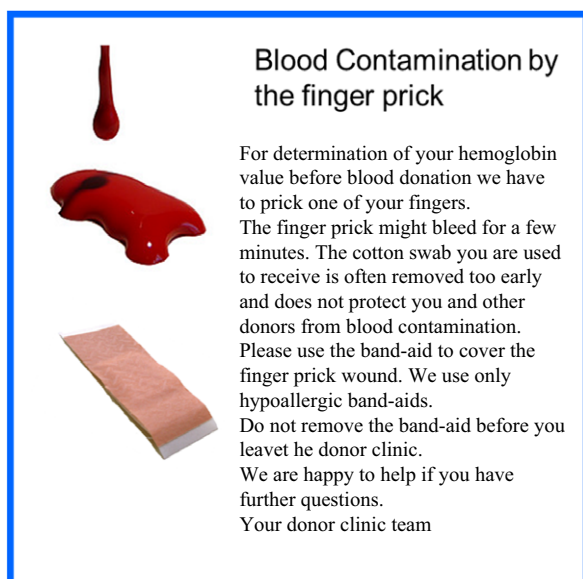 Blood Contamination by
the finger prick
For determination of your hemoglobin
value before blood donation we have
to prick one of your fingers.
The finger prick might bleed for a few
minutes. The cotton swab you are used
to receive is often removed too early
and does not protect you and other
donors from blood contamination.
Please use the band-aid to cover the
finger prick wound. We use only
hypoallergic band-aids.
Do not remove the band-aid before you
leavet he donor clinic.
We are happy to help if you have
further questions.
Your donor clinic team